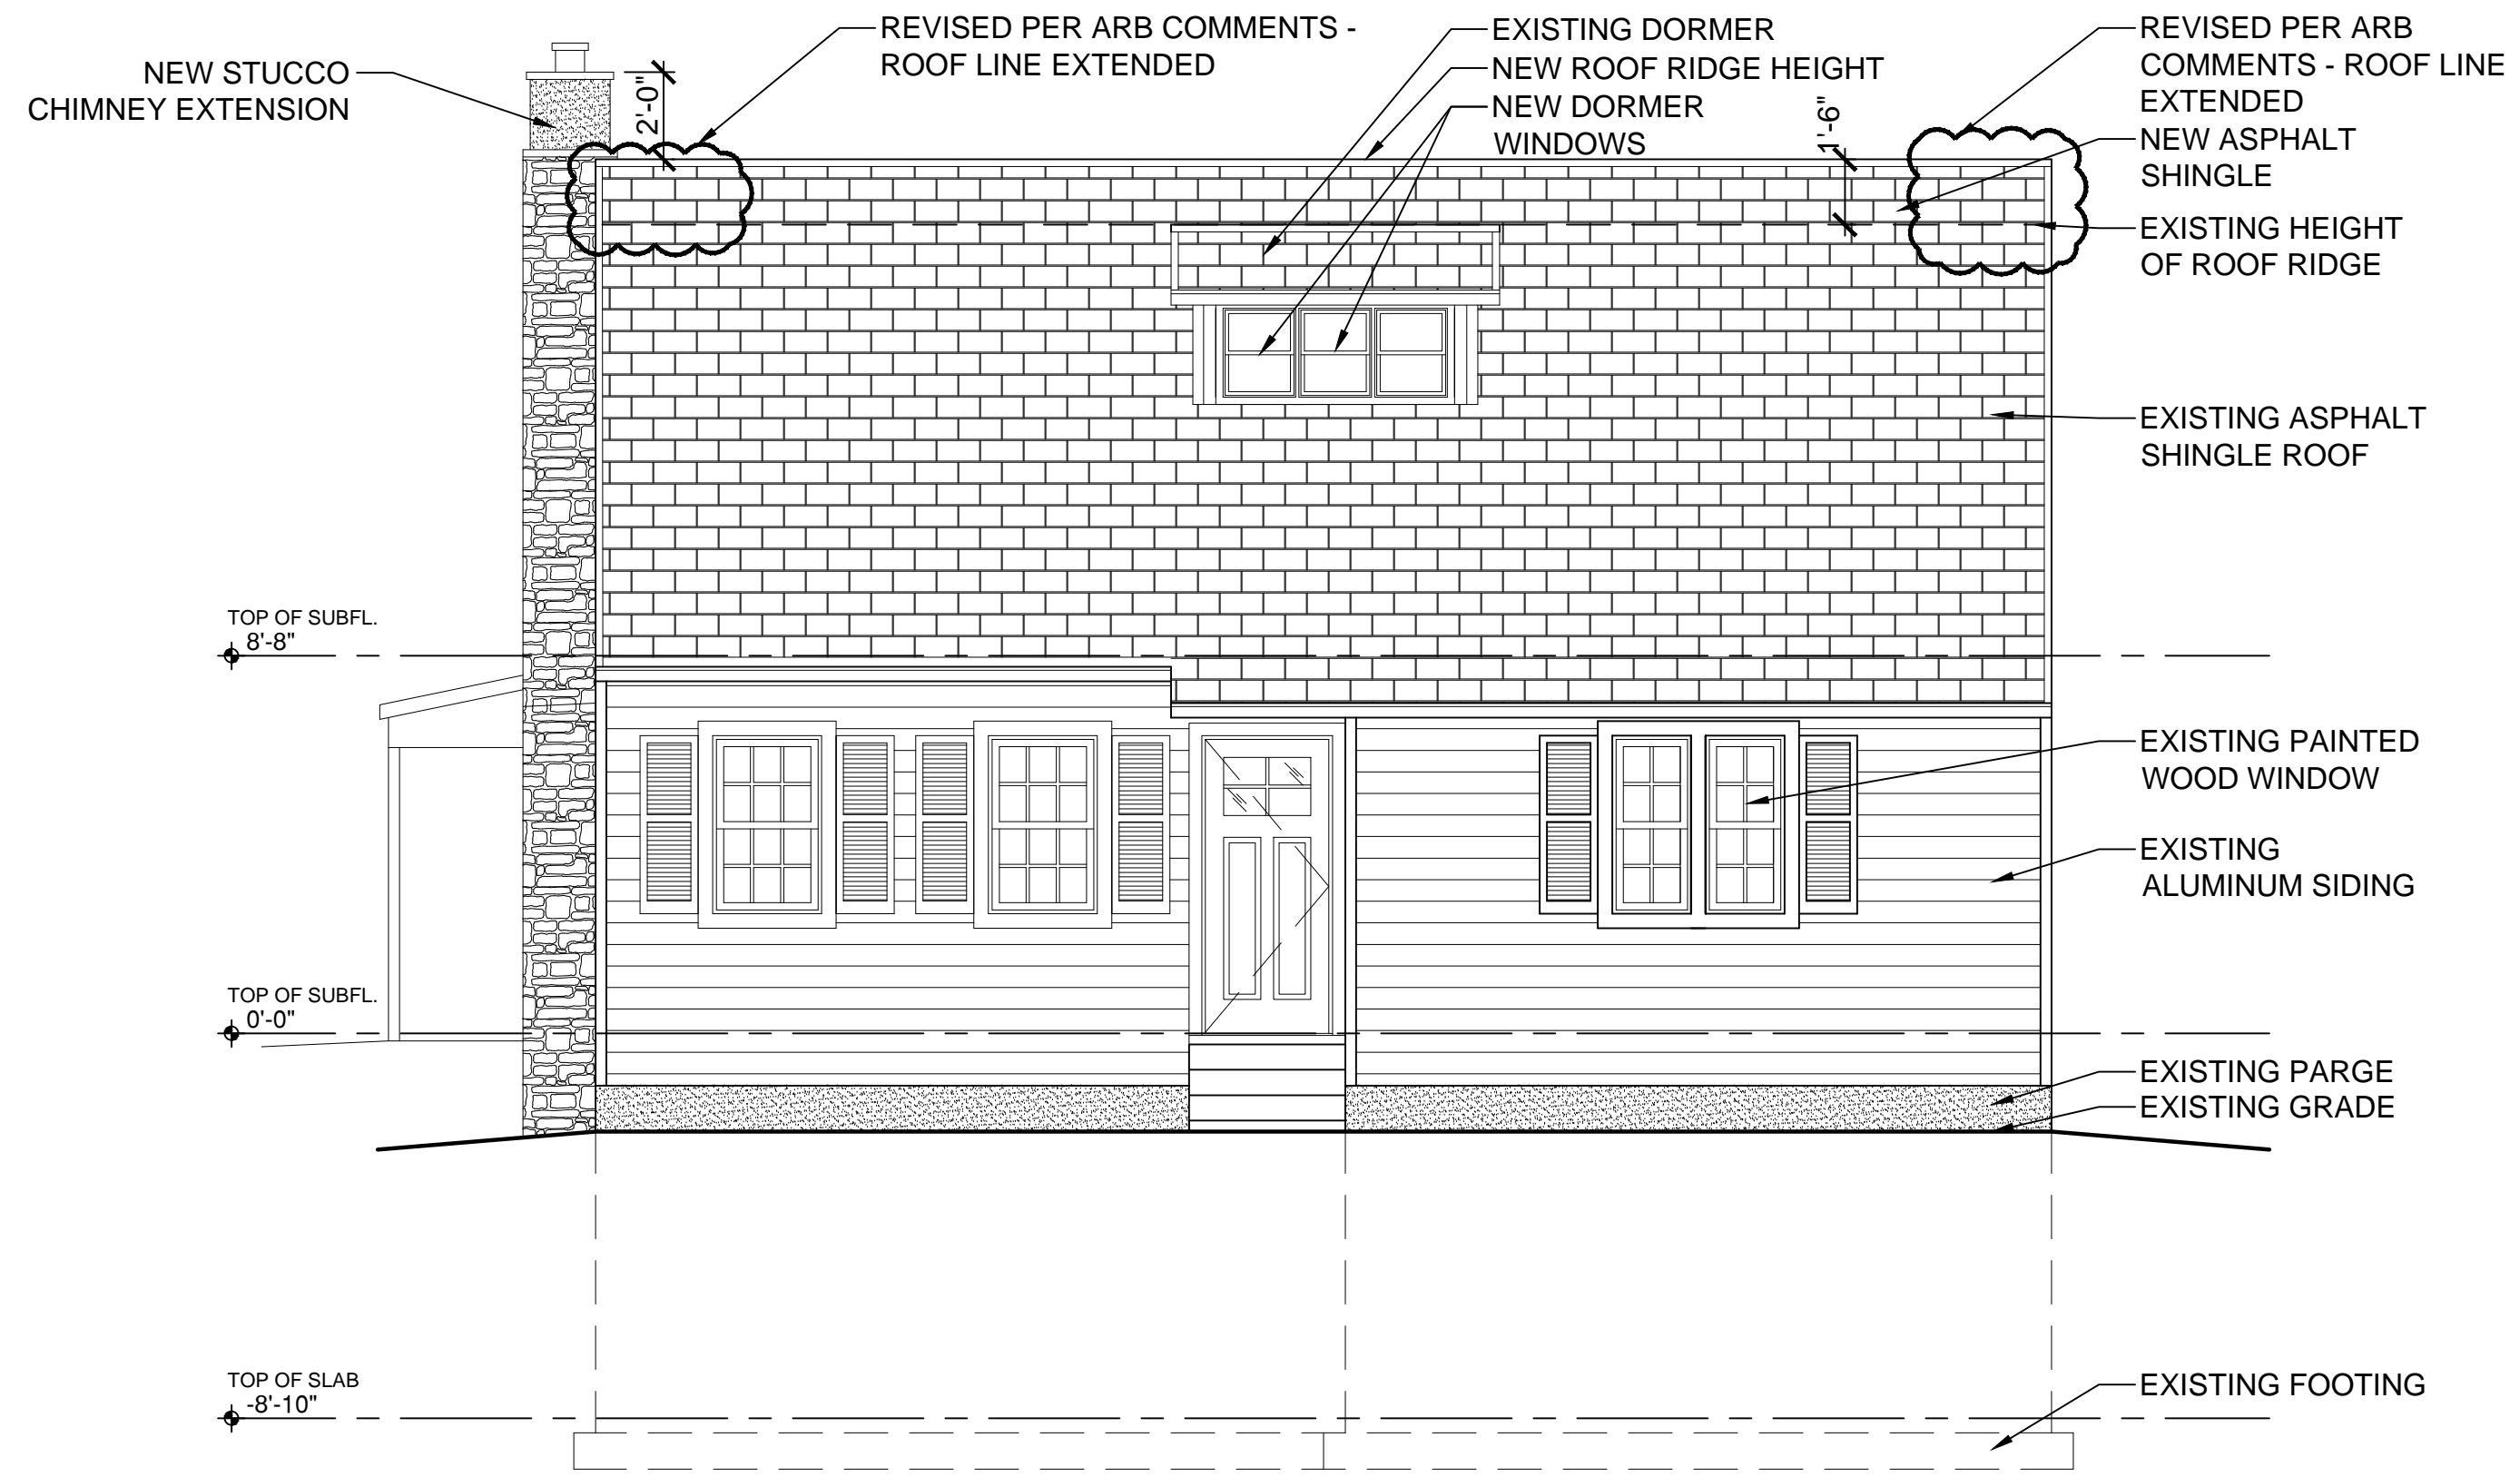 NEW STUCCO
CHIMNEY EXTENSION
2'-0"
REVISED PER ARB COMMENTS -
ROOF LINE EXTENDED
EXISTING DORMER
NEW ROOF RIDGE HEIGHT
NEW DORMER
WINDOWS
1'-6"
REVISED PER ARB
COMMENTS - ROOF LINE
EXTENDED
NEW ASPHALT
SHINGLE
EXISTING HEIGHT
OF ROOF RIDGE
EXISTING ASPHALT
SHINGLE ROOF
TOP OF SUBFL.
8'-8"
EXISTING PAINTED
WOOD WINDOW
EXISTING
ALUMINUM SIDING
TOP OF SUBFL.
0'-0"
EXISTING PARGE
EXISTING GRADE
TOP OF SLAB
-8'-10"
EXISTING FOOTING